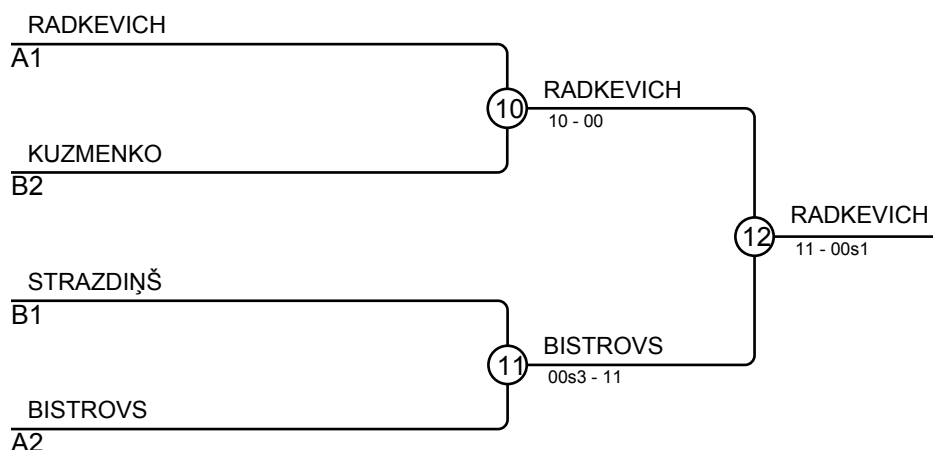 RADKEVICH
A1
10
RADKEVICH
10 - 00
KUZMENKO
B2
12
RADKEVICH
11 - 00s1
STRAZDIŅŠ
B1
11
BISTROVS
00s3 - 11
BISTROVS
A2